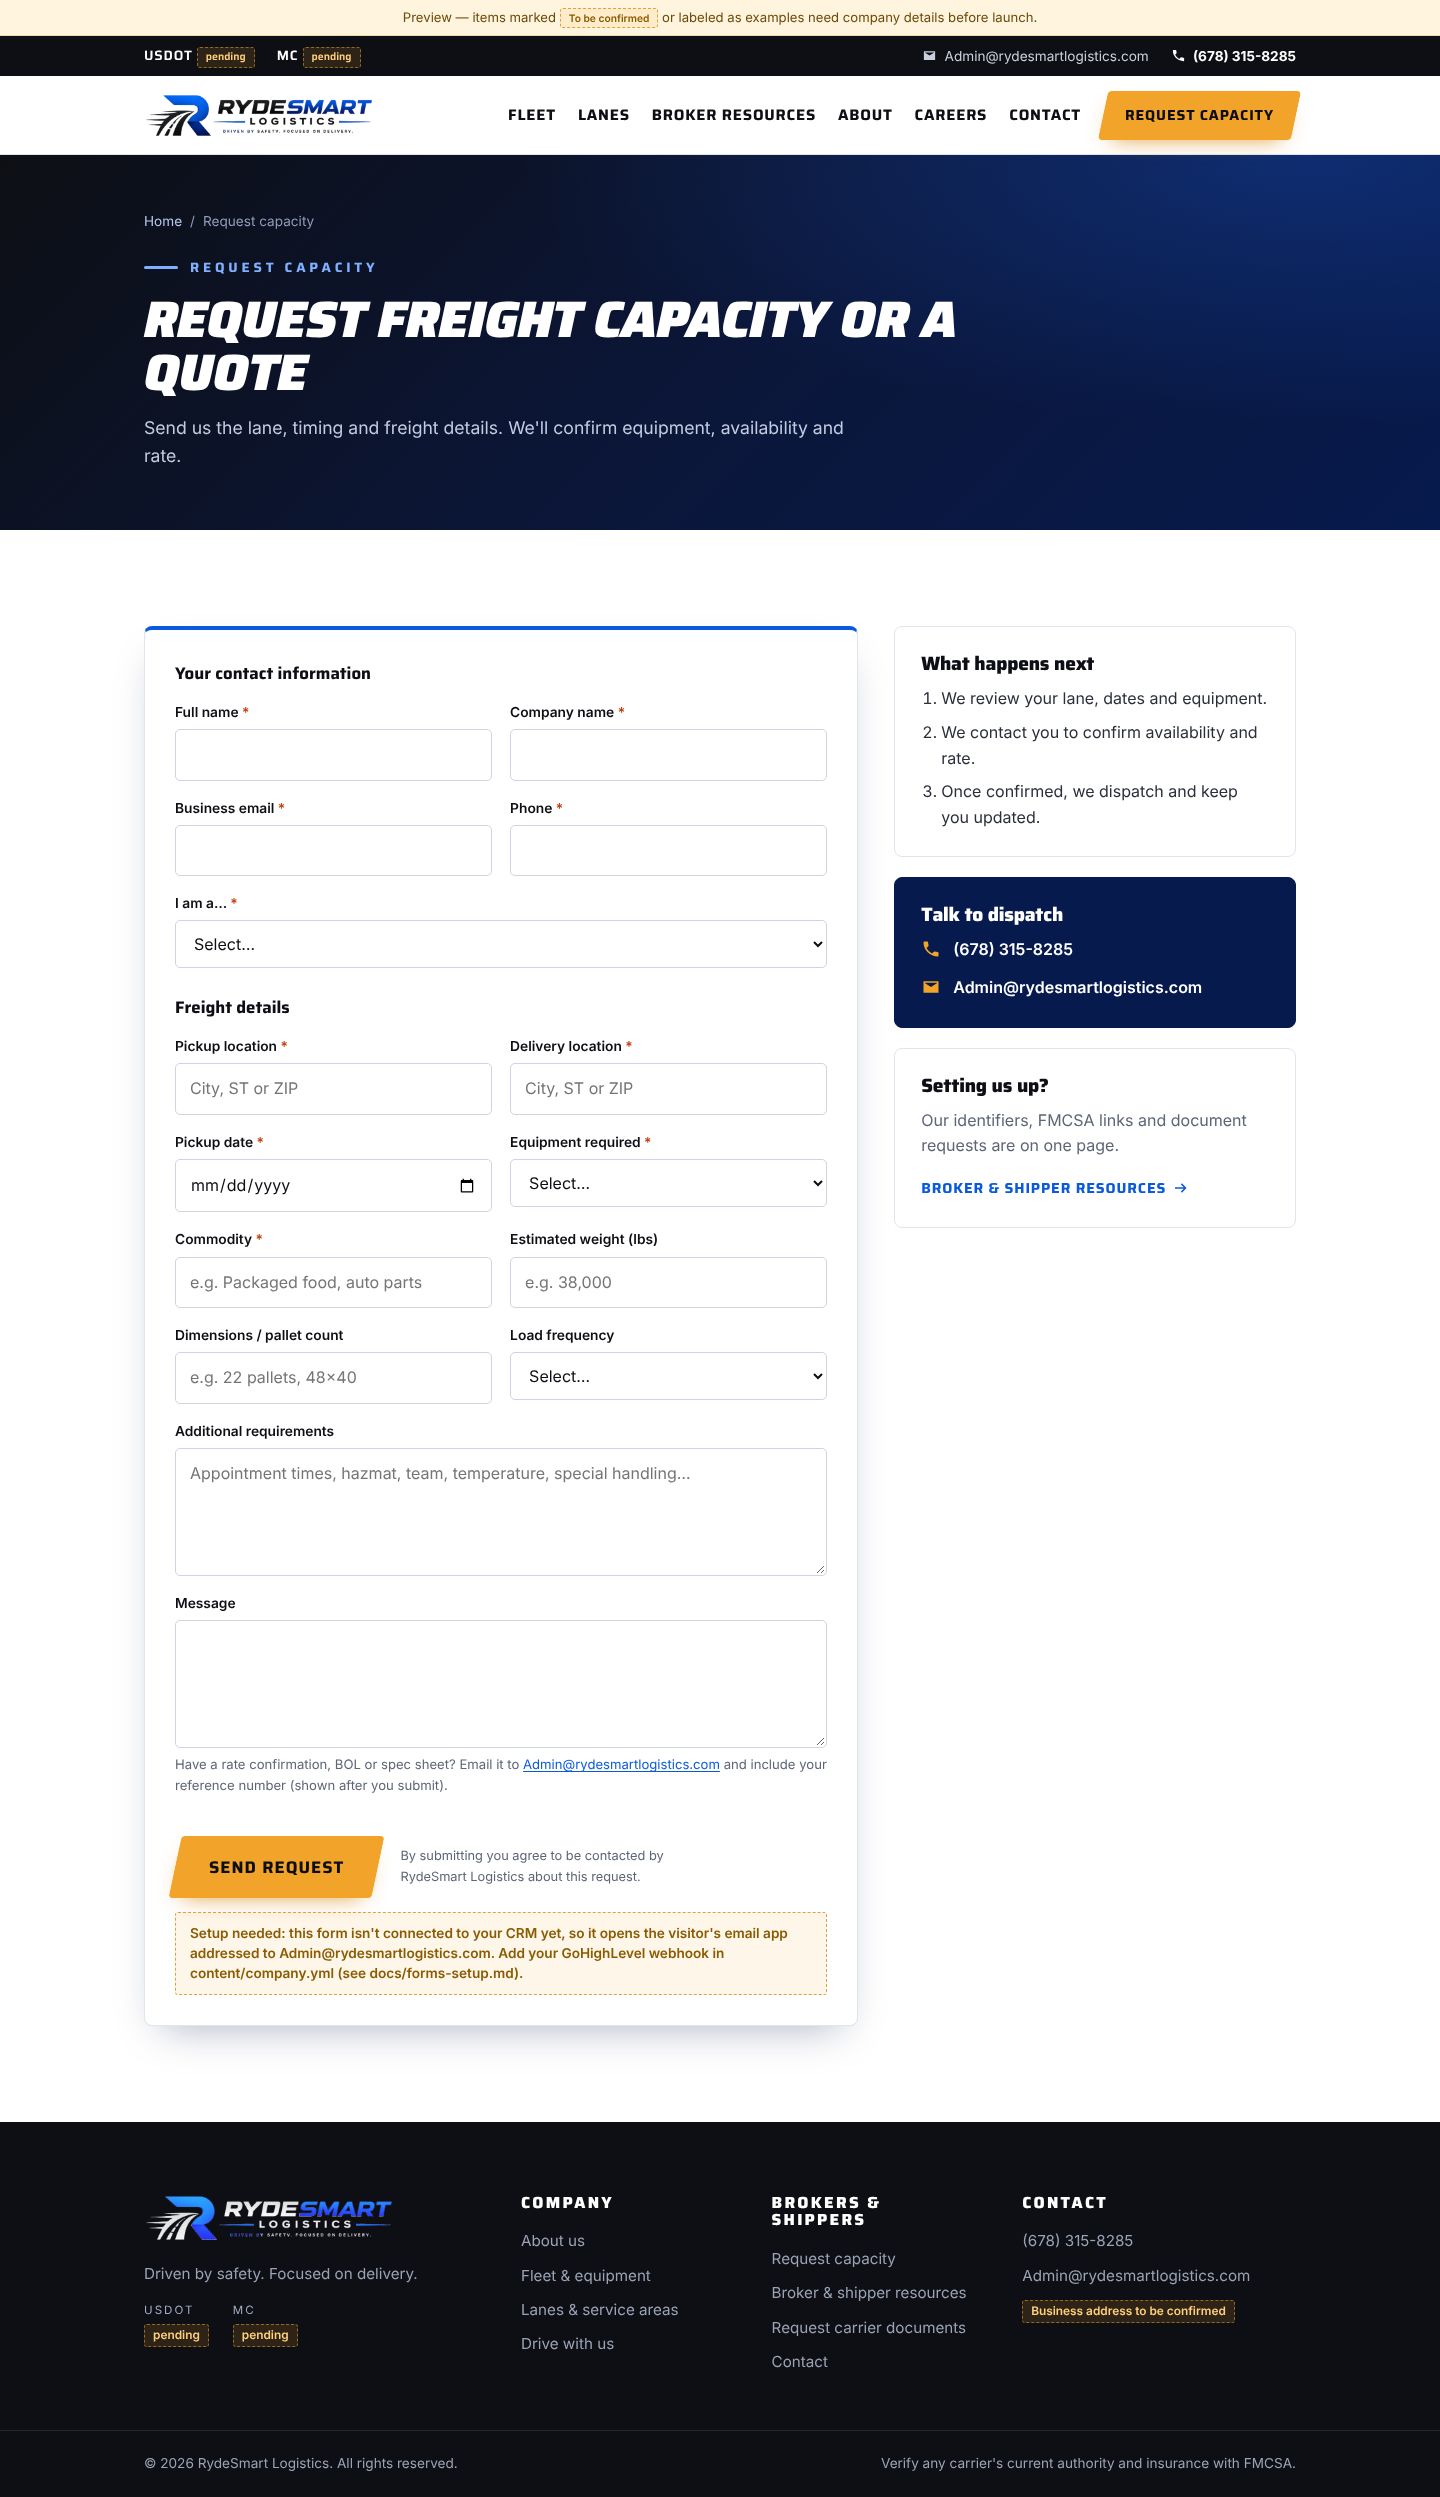 Preview — items marked To be confirmed or labeled as examples need company details before launch.
USDOT pending MC pending
Admin@rydesmartlogistics.com (678) 315-8285
RYDESMART
LOGISTICS
DRIVEN BY SAFETY. FOCUSED ON DELIVERY.
FLEET LANES BROKER RESOURCES ABOUT CAREERS CONTACT REQUEST CAPACITY
Home / Request capacity
REQUEST CAPACITY
REQUEST FREIGHT CAPACITY OR A
QUOTE
Send us the lane, timing and freight details. We'll confirm equipment, availability and
rate.
Your contact information
Full name *
Company name *
Business email *
Phone *
I am a… *
Select…
Freight details
Pickup location *
Delivery location *
City, ST or ZIP
City, ST or ZIP
Pickup date *
Equipment required *
mm/dd/yyyy
Select…
Commodity *
Estimated weight (lbs)
e.g. Packaged food, auto parts
e.g. 38,000
Dimensions / pallet count
Load frequency
e.g. 22 pallets, 48×40
Select…
Additional requirements
Appointment times, hazmat, team, temperature, special handling…
Message
Have a rate confirmation, BOL or spec sheet? Email it to Admin@rydesmartlogistics.com and include your
reference number (shown after you submit).
SEND REQUEST
By submitting you agree to be contacted by
RydeSmart Logistics about this request.
Setup needed: this form isn't connected to your CRM yet, so it opens the visitor's email app
addressed to Admin@rydesmartlogistics.com. Add your GoHighLevel webhook in
content/company.yml (see docs/forms-setup.md).
What happens next
1. We review your lane, dates and equipment.
2. We contact you to confirm availability and
rate.
3. Once confirmed, we dispatch and keep
you updated.
Talk to dispatch
(678) 315-8285
Admin@rydesmartlogistics.com
Setting us up?
Our identifiers, FMCSA links and document
requests are on one page.
BROKER & SHIPPER RESOURCES →
RYDESMART
LOGISTICS
DRIVEN BY SAFETY. FOCUSED ON DELIVERY.
Driven by safety. Focused on delivery.
USDOT MC
pending pending
COMPANY
About us
Fleet & equipment
Lanes & service areas
Drive with us
BROKERS &
SHIPPERS
Request capacity
Broker & shipper resources
Request carrier documents
Contact
CONTACT
(678) 315-8285
Admin@rydesmartlogistics.com
Business address to be confirmed
© 2026 RydeSmart Logistics. All rights reserved.
Verify any carrier's current authority and insurance with FMCSA.